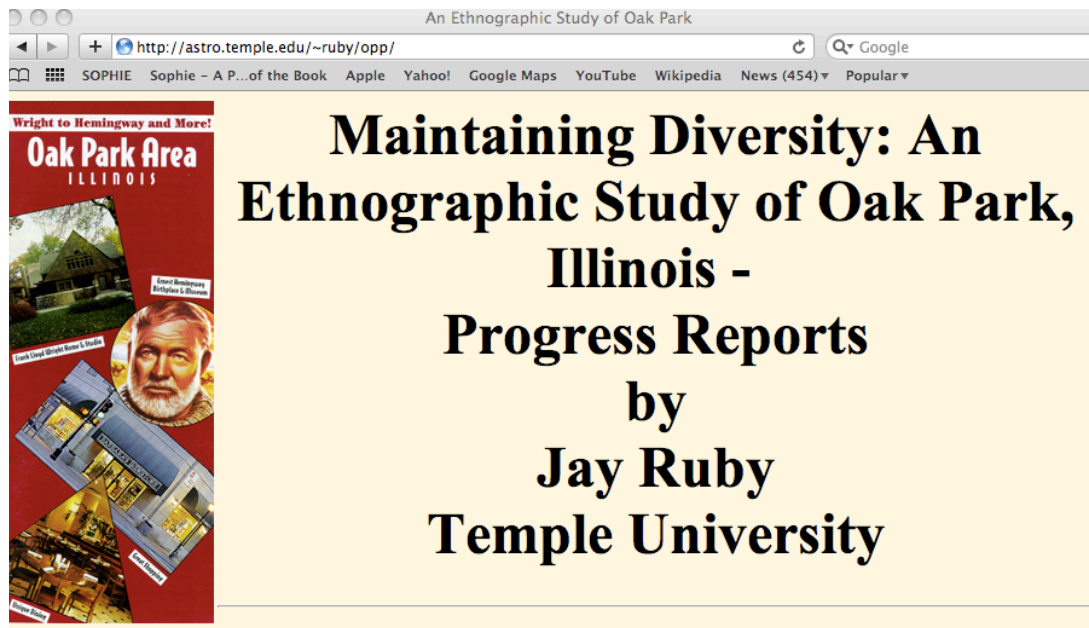 An Ethnographic Study of Oak Park
http://astro.temple.edu/~ruby/opp/
Google
SOPHIE Sophie – A P...of the Book Apple Yahoo! Google Maps YouTube Wikipedia News (454) Popular
Wright to Hemingway and More!
Oak Park Area
ILLINOIS
Ernest Hemingway
Birthplace & Museum
Frank Lloyd Wright Home & Studio
Great Shopping
Unique Dining
Maintaining Diversity: An
Ethnographic Study of Oak Park,
Illinois -
Progress Reports
by
Jay Ruby
Temple University